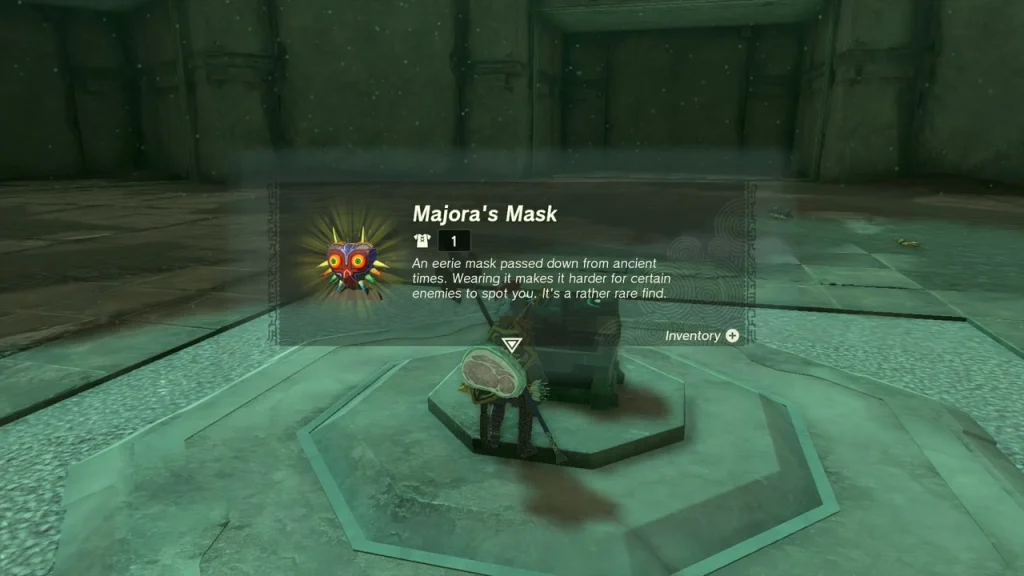 Majora's Mask
1
An eerie mask passed down from ancient
times. Wearing it makes it harder for certain
enemies to spot you. It's a rather rare find.
Inventory